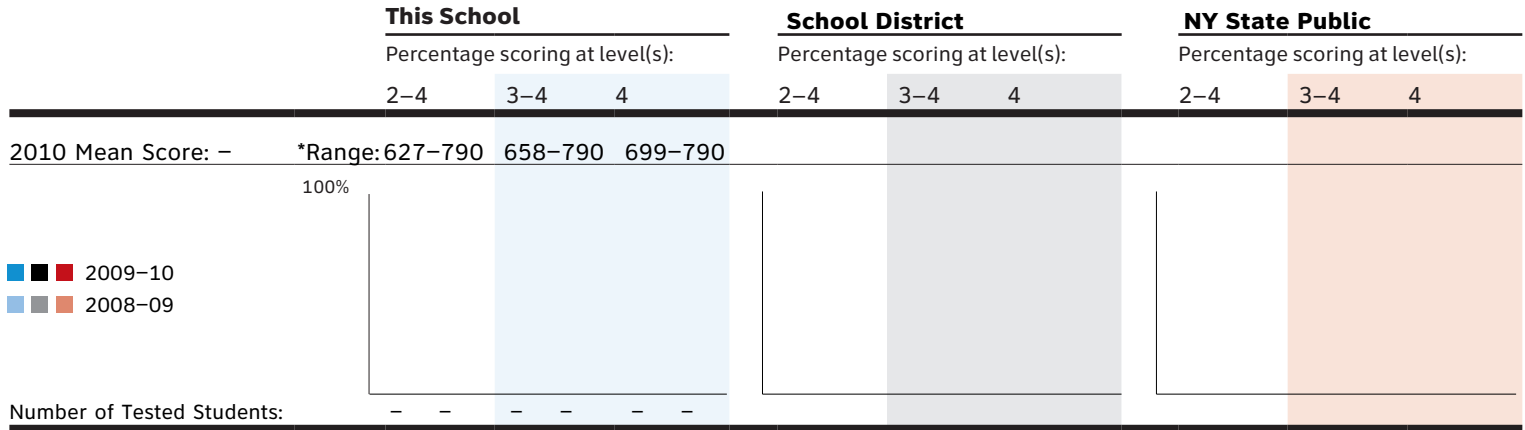 This School School District NY State Public
Percentage scoring at level(s): Percentage scoring at level(s): Percentage scoring at level(s):
2–4 3–4 4 2–4 3–4 4 2–4 3–4 4
2010 Mean Score: – *Range: 627–790 658–790 699–790
100%
2009–10
2008–09
Number of Tested Students: – – – – – –